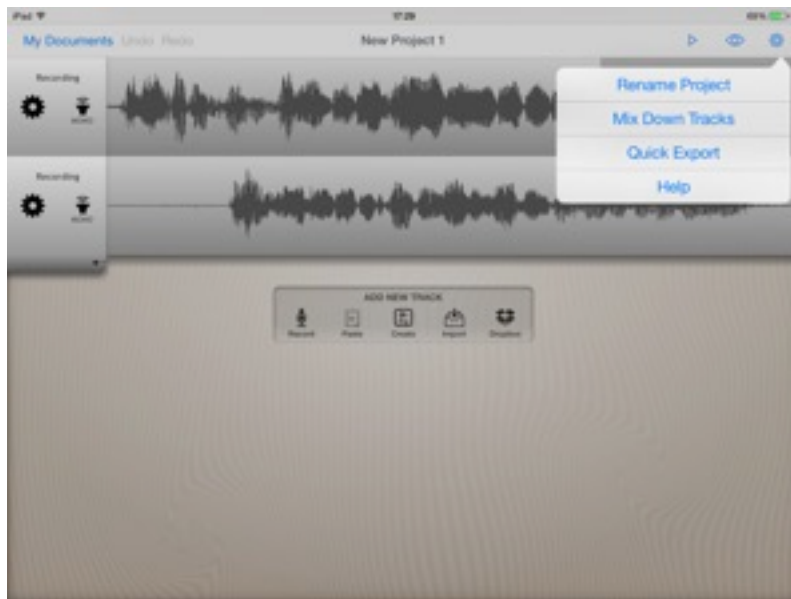 iPad 17:29
My Documents Undo Redo New Project 1
Recording
Rename Project
Mix Down Tracks
Quick Export
Help
Recording
ADD NEW TRACK
Record Paste Create Import Dropbox